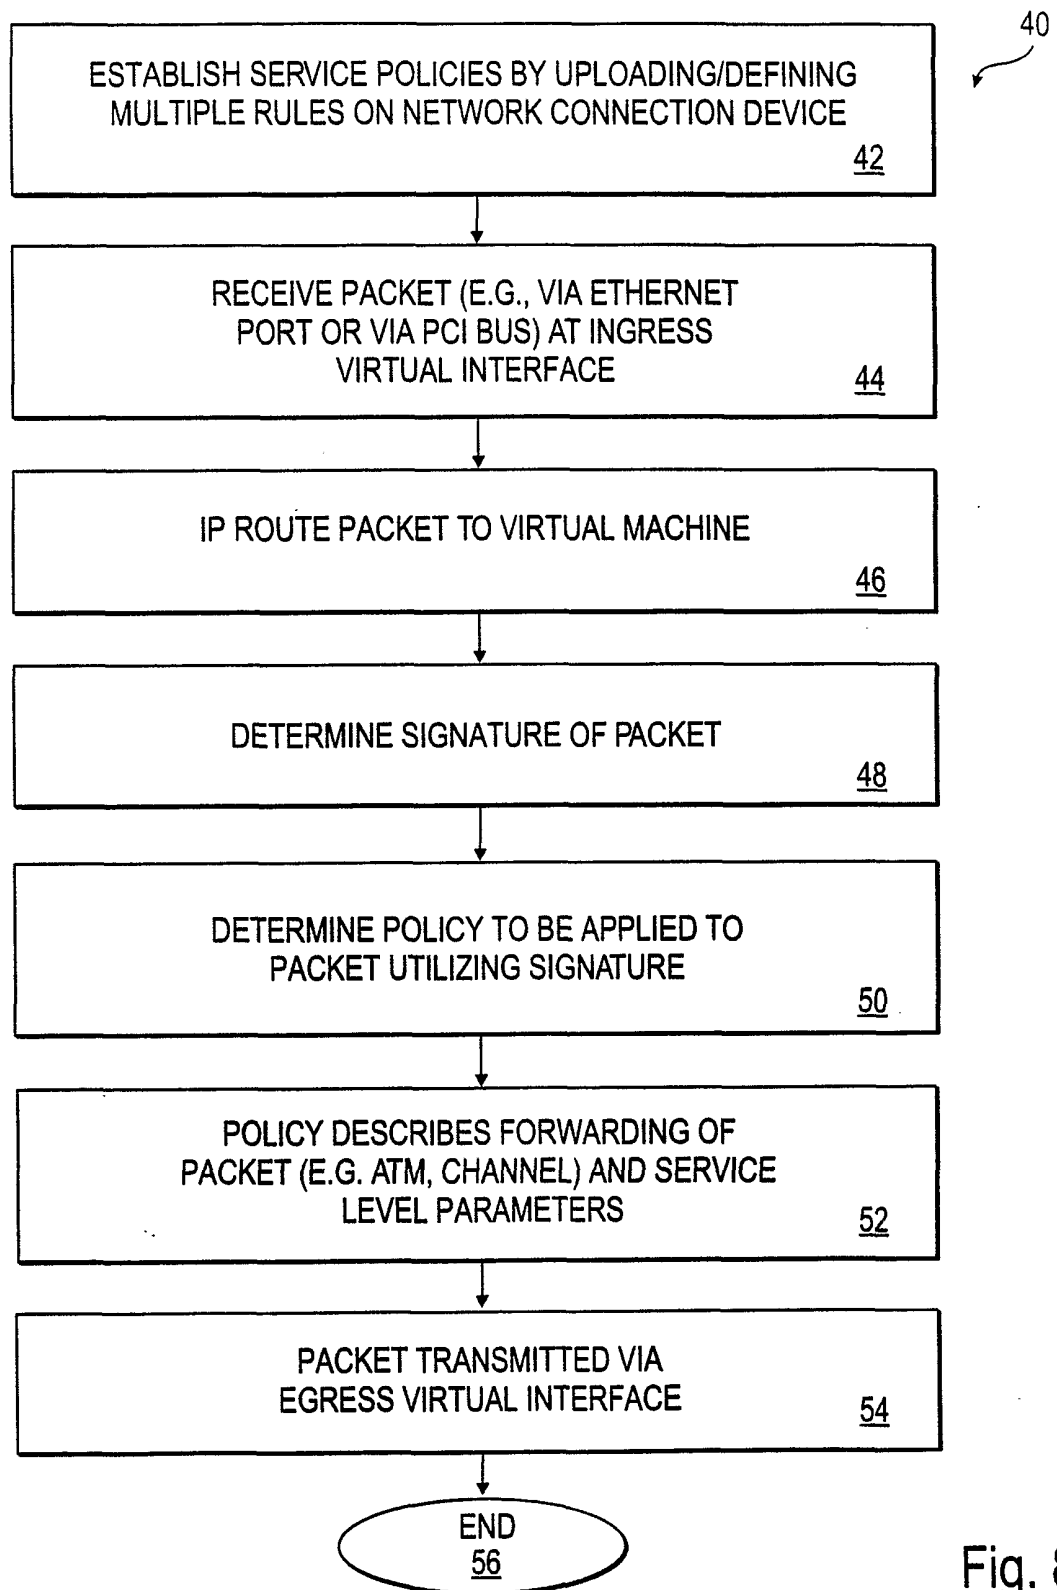 40
ESTABLISH SERVICE POLICIES BY UPLOADING/DEFINING
MULTIPLE RULES ON NETWORK CONNECTION DEVICE
42
RECEIVE PACKET (E.G., VIA ETHERNET
PORT OR VIA PCI BUS) AT INGRESS
VIRTUAL INTERFACE
44
IP ROUTE PACKET TO VIRTUAL MACHINE
46
DETERMINE SIGNATURE OF PACKET
48
DETERMINE POLICY TO BE APPLIED TO
PACKET UTILIZING SIGNATURE
50
POLICY DESCRIBES FORWARDING OF
PACKET (E.G. ATM, CHANNEL) AND SERVICE
LEVEL PARAMETERS
52
PACKET TRANSMITTED VIA
EGRESS VIRTUAL INTERFACE
54
END
56
Fig. 8